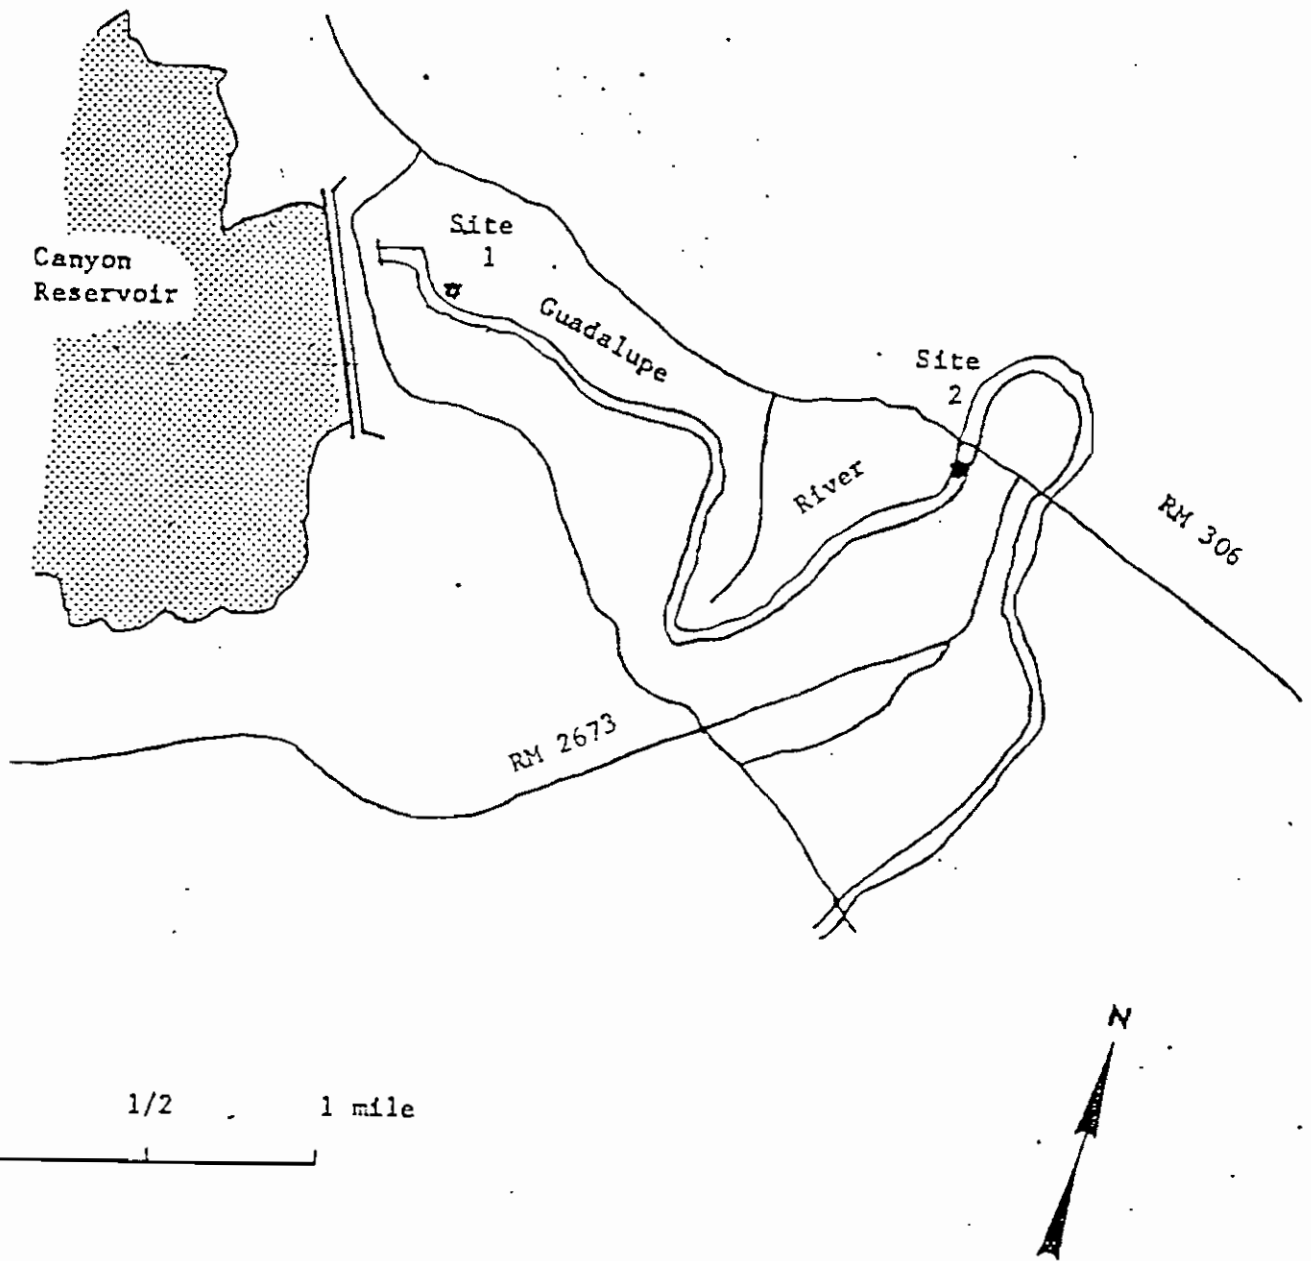 Site
1
Canyon
Reservoir
Guadalupe
Site
2
River
RM 306
RM 2673
N
1/2 1 mile